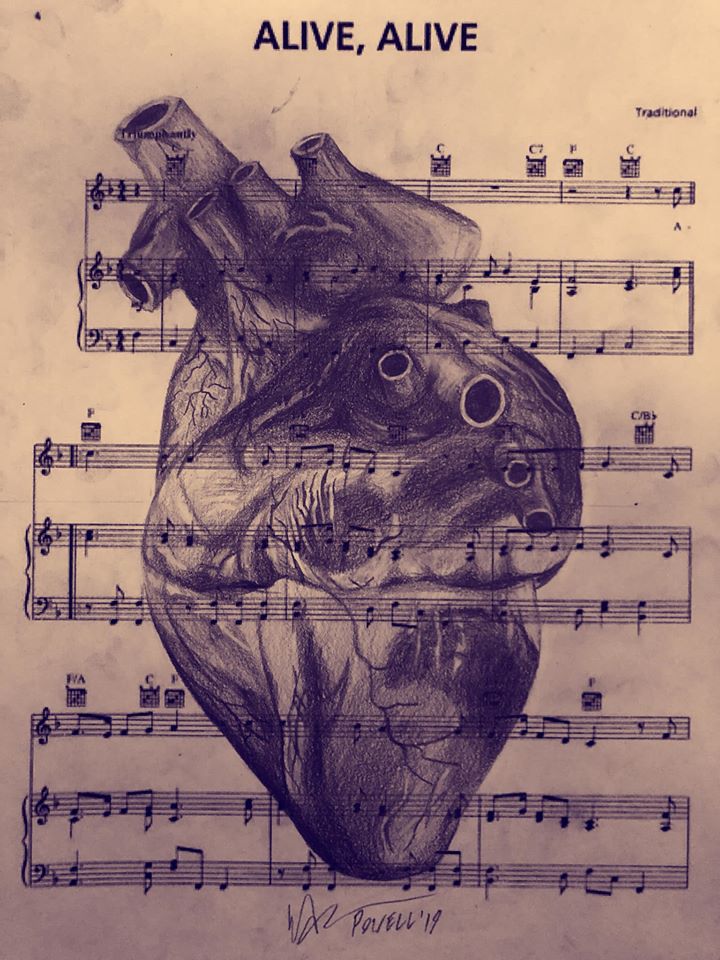 4
ALIVE, ALIVE
Traditional
Triumphantly
C C7 F C
A -
F C/B♭
F/A C F F
POWELL '19